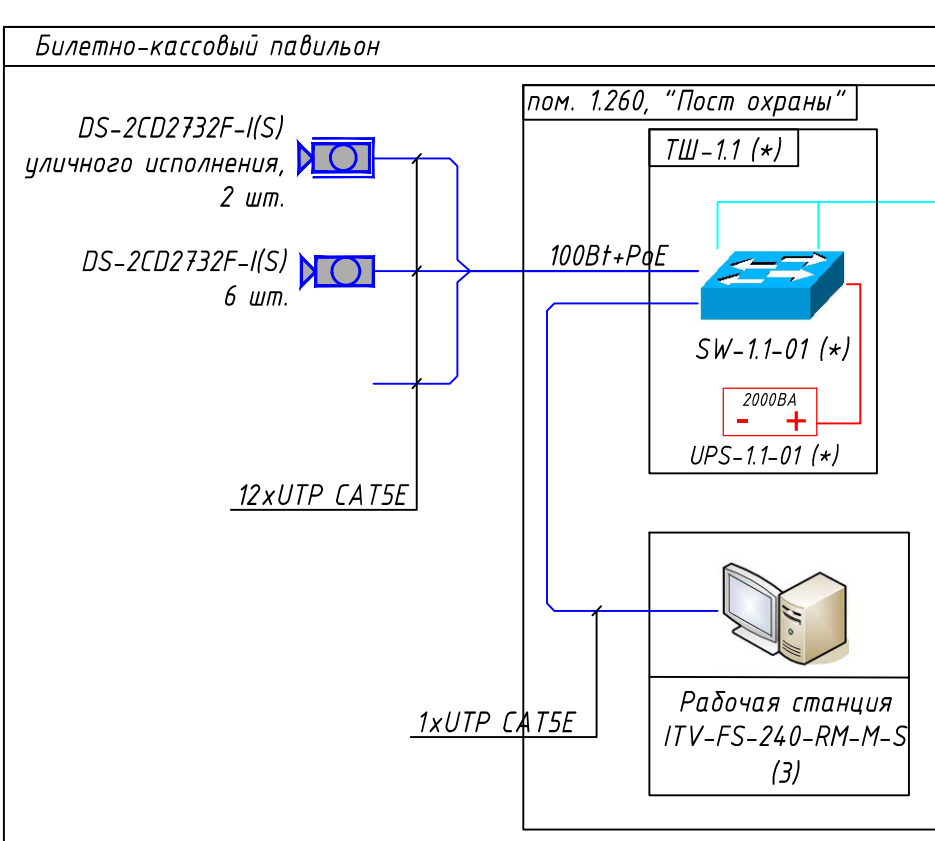 Билетно-кассовый павильон
пом. 1.260, "Пост охраны"
DS-2CD2732F-I(S)
уличного исполнения,
2 шт.
ТШ-1.1 (*)
DS-2CD2732F-I(S)
6 шт.
100Bt+PoE
SW-1.1-01 (*)
2000ВА
- +
UPS-1.1-01 (*)
12xUTP CAT5E
1xUTP CAT5E
Рабочая станция
ITV-FS-240-RM-M-S
(3)